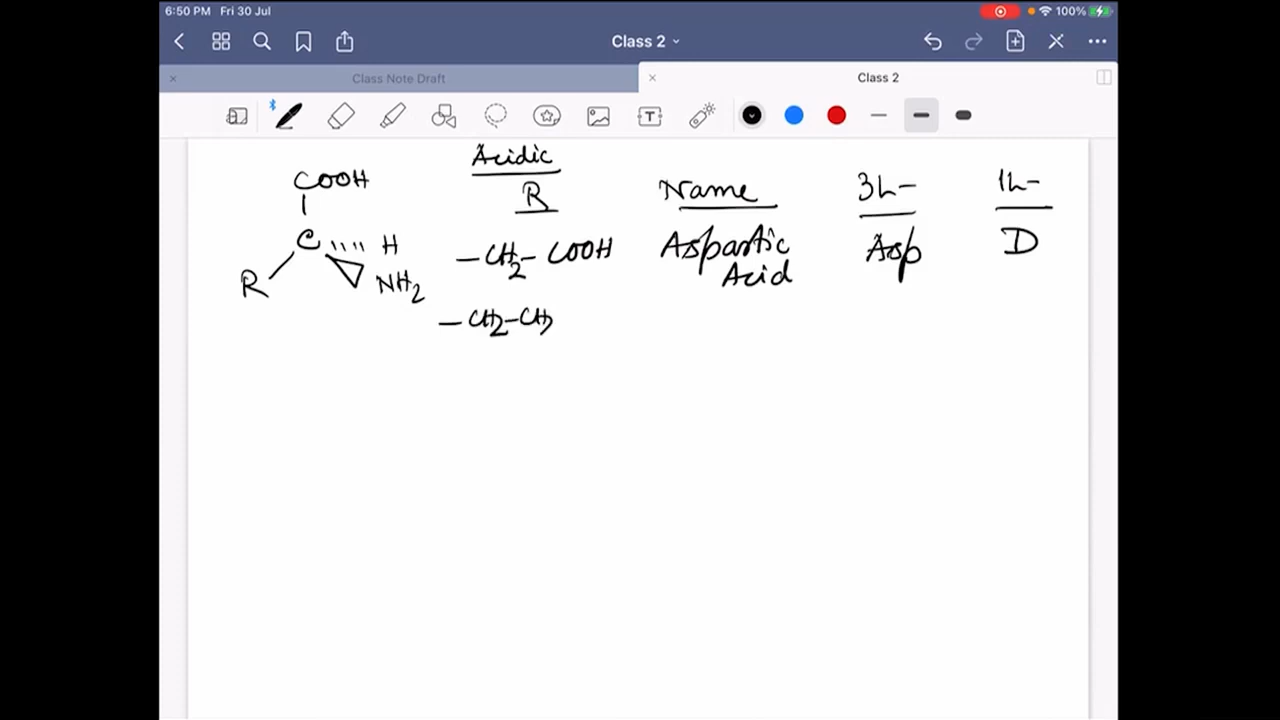 6:50 PM Fri 30 Jul
100%
Class 2
Class Note Draft
Class 2
T
Acidic
COOH
R
Name
3L-
1L-
C
H
R
NH2
-CH2-COOH
Aspartic
Acid
Asp
D
-CH2-CH